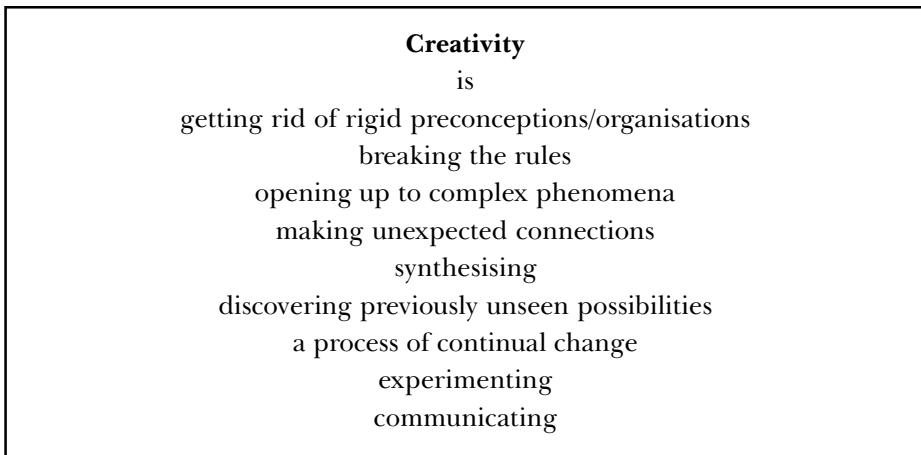 Creativity
is
getting rid of rigid preconceptions/organisations
breaking the rules
opening up to complex phenomena
making unexpected connections
synthesising
discovering previously unseen possibilities
a process of continual change
experimenting
communicating